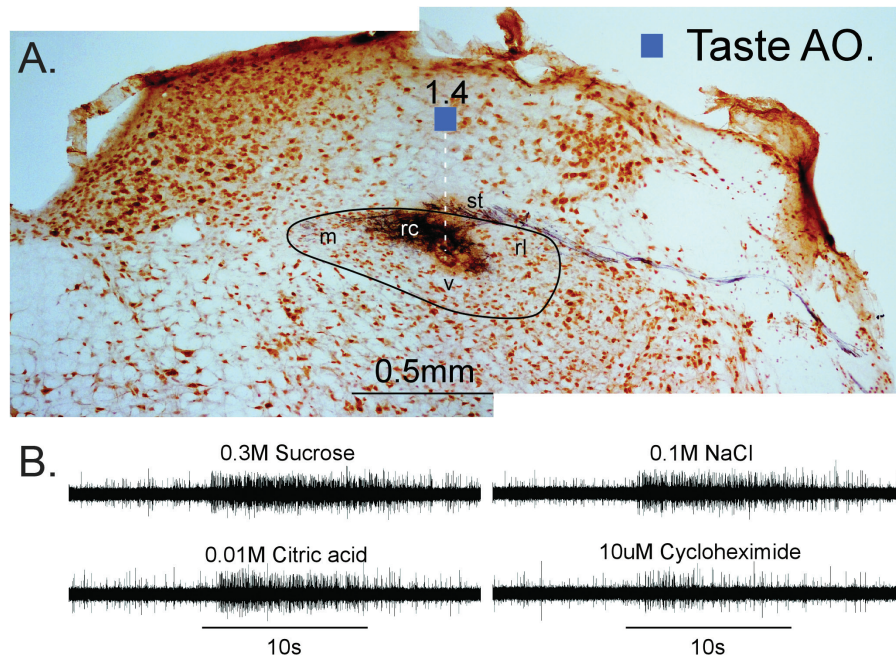 A.
Taste AO.
1.4
st
rc
m
rl
v
0.5mm
B.
0.3M Sucrose
0.1M NaCl
0.01M Citric acid
10uM Cycloheximide
10s
10s